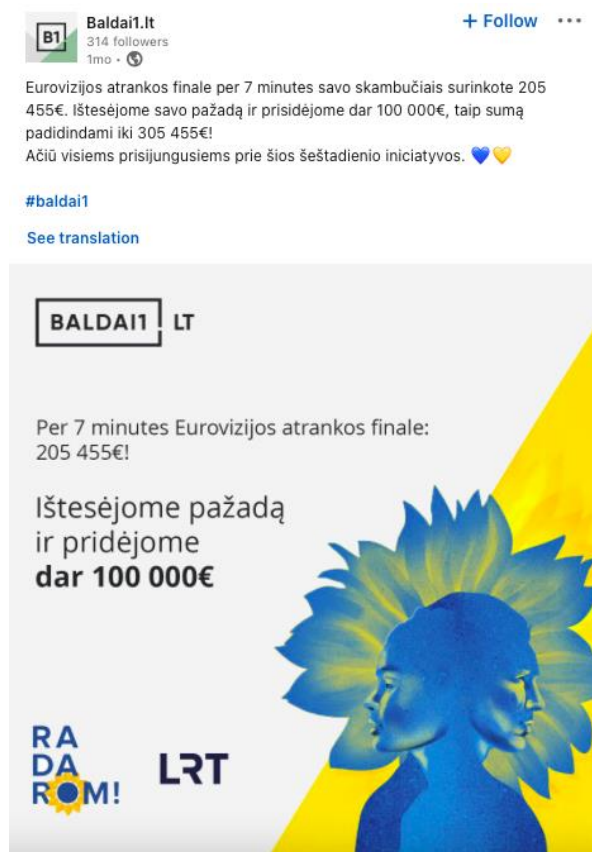 B1
Baldai1.lt
+ Follow
314 followers
1mo •
Eurovizijos atrankos finale per 7 minutes savo skambučiais surinkote 205
455€. Ištesėjome savo pažadą ir prisidėjome dar 100 000€, taip sumą
padidindami iki 305 455€!
Ačiū visiems prisijungusiems prie šios šeštadienio iniciatyvos. 💙💛
#baldai1
See translation
BALDAI1 LT
Per 7 minutes Eurovizijos atrankos finale:
205 455€!
Ištesėjome pažadą
ir pridėjome
dar 100 000€
RA
DA
ROM!
LRT